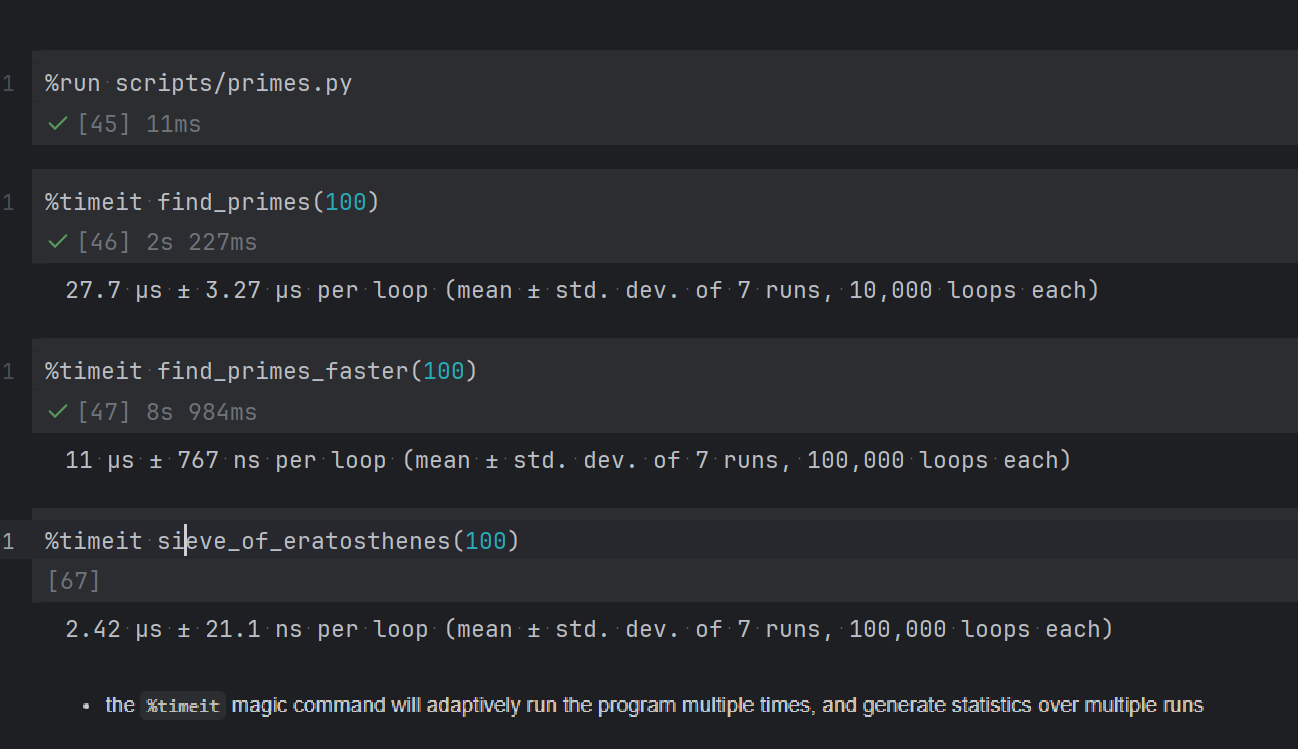 1 %run scripts/primes.py
✓ [45] 11ms
1 %timeit find_primes(100)
✓ [46] 2s 227ms
27.7 µs ± 3.27 µs per loop (mean ± std. dev. of 7 runs, 10,000 loops each)
1 %timeit find_primes_faster(100)
✓ [47] 8s 984ms
11 µs ± 767 ns per loop (mean ± std. dev. of 7 runs, 100,000 loops each)
1 %timeit sieve_of_eratosthenes(100)
[67]
2.42 µs ± 21.1 ns per loop (mean ± std. dev. of 7 runs, 100,000 loops each)
• the %timeit magic command will adaptively run the program multiple times, and generate statistics over multiple runs